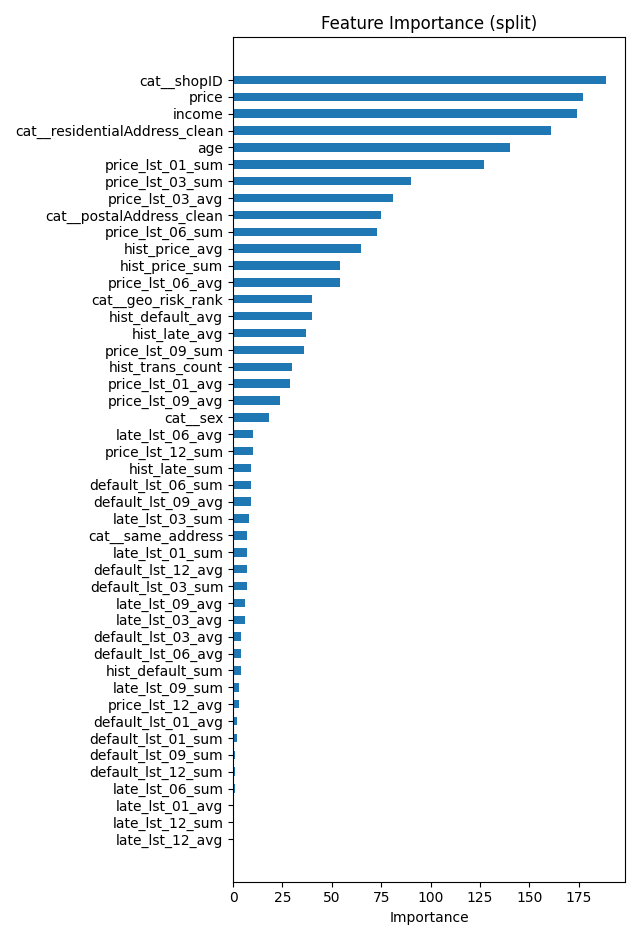 Feature Importance (split)
cat__shopID
price
income
cat__residentialAddress_clean
age
price_lst_01_sum
price_lst_03_sum
price_lst_03_avg
cat__postalAddress_clean
price_lst_06_sum
hist_price_avg
hist_price_sum
price_lst_06_avg
cat__geo_risk_rank
hist_default_avg
hist_late_avg
price_lst_09_sum
hist_trans_count
price_lst_01_avg
price_lst_09_avg
cat__sex
late_lst_06_avg
price_lst_12_sum
hist_late_sum
default_lst_06_sum
default_lst_09_avg
late_lst_03_sum
cat__same_address
late_lst_01_sum
default_lst_12_avg
default_lst_03_sum
late_lst_09_avg
late_lst_03_avg
default_lst_03_avg
default_lst_06_avg
hist_default_sum
late_lst_09_sum
price_lst_12_avg
default_lst_01_avg
default_lst_01_sum
default_lst_09_sum
default_lst_12_sum
late_lst_06_sum
late_lst_01_avg
late_lst_12_sum
late_lst_12_avg
0 25 50 75 100 125 150 175
Importance